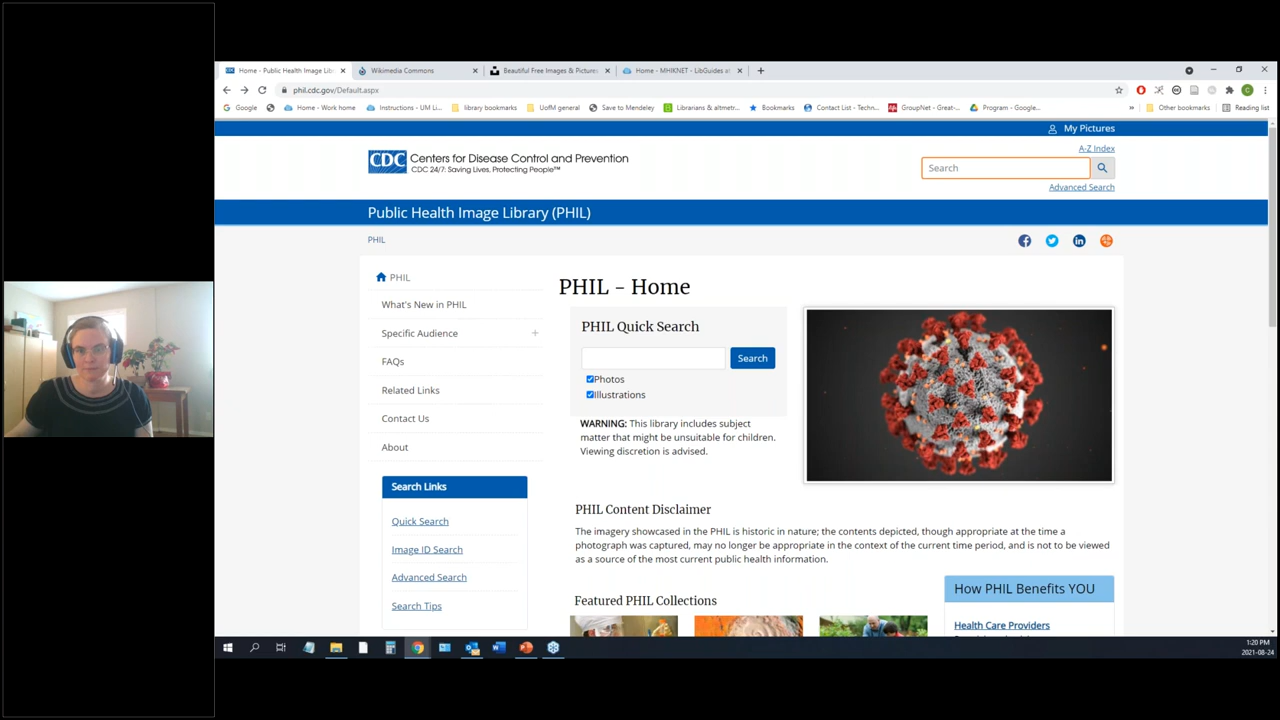 Home - Public Health Image Lib
Wikimedia Commons
Beautiful Free Images & Pictures
Home - MHIKNET - LibGuides at
phil.cdc.gov/Default.aspx
Google
Home - Work home
Instructions - UM Li...
library bookmarks
UofM general
Save to Mendeley
Librarians & altmetr...
Bookmarks
Contact List - Techn...
GroupNet - Great-...
Program - Google...
»
Other bookmarks
Reading list
My Pictures
A-Z Index
CDC Centers for Disease Control and Prevention
CDC 24/7: Saving Lives, Protecting People™
Search
Advanced Search
Public Health Image Library (PHIL)
PHIL
PHIL
What's New in PHIL
Specific Audience
FAQs
Related Links
Contact Us
About
Search Links
Quick Search
Image ID Search
Advanced Search
Search Tips
PHIL - Home
PHIL Quick Search
Search
Photos
Illustrations
WARNING: This library includes subject
matter that might be unsuitable for children.
Viewing discretion is advised.
PHIL Content Disclaimer
The imagery showcased in the PHIL is historic in nature; the contents depicted, though appropriate at the time a
photograph was captured, may no longer be appropriate in the context of the current time period, and is not to be viewed
as a source of the most current public health information.
Featured PHIL Collections
How PHIL Benefits YOU
Health Care Providers
1:20 PM
2021-08-24